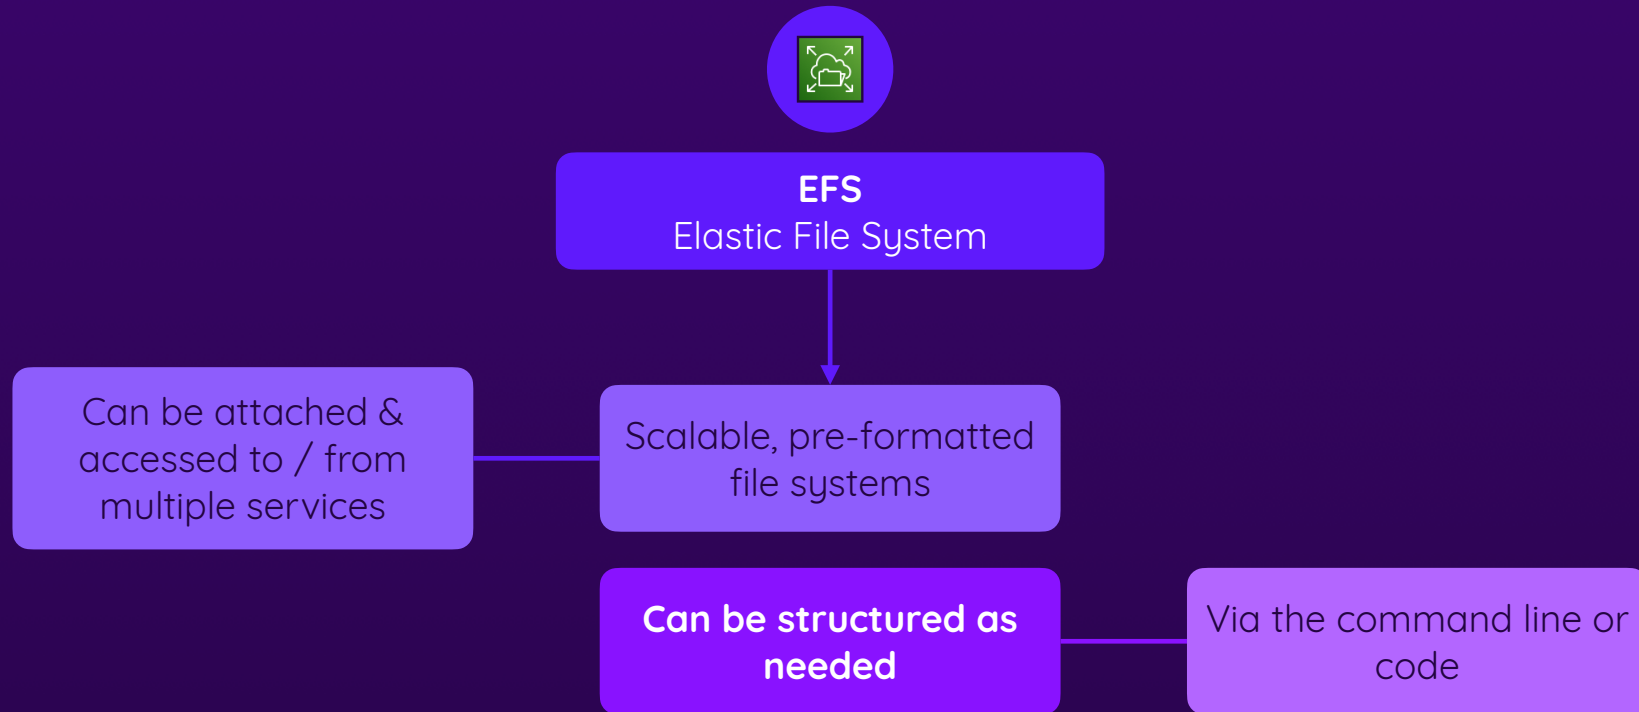 EFS
Elastic File System
Can be attached &
accessed to / from
multiple services
Scalable, pre-formatted
file systems
Can be structured as
needed
Via the command line or
code